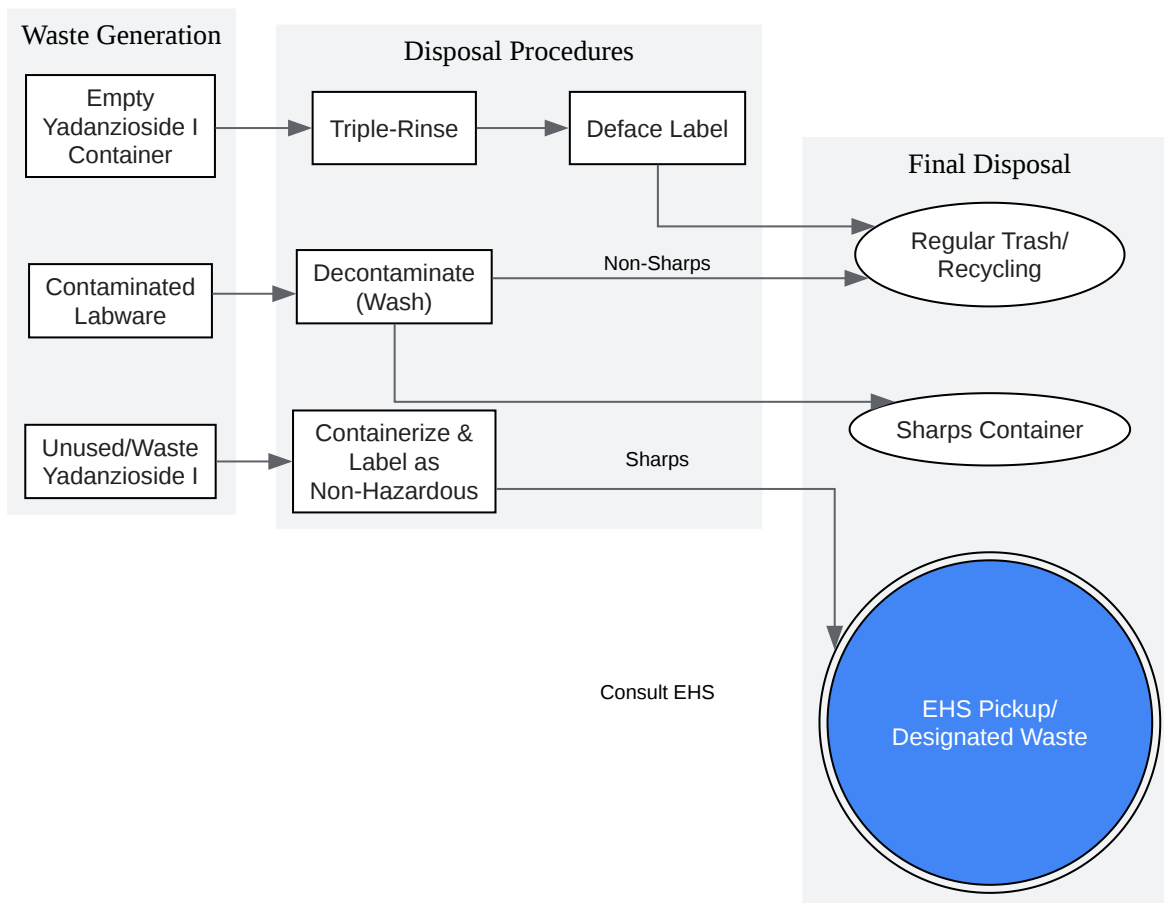 Waste Generation
Empty
Yadanzioside I
Container
Contaminated
Labware
Unused/Waste
Yadanzioside I
Disposal Procedures
Triple-Rinse
Deface Label
Decontaminate
(Wash)
Non-Sharps
Containerize &
Label as
Non-Hazardous
Sharps
Consult EHS
Final Disposal
Regular Trash/
Recycling
Sharps Container
EHS Pickup/
Designated Waste